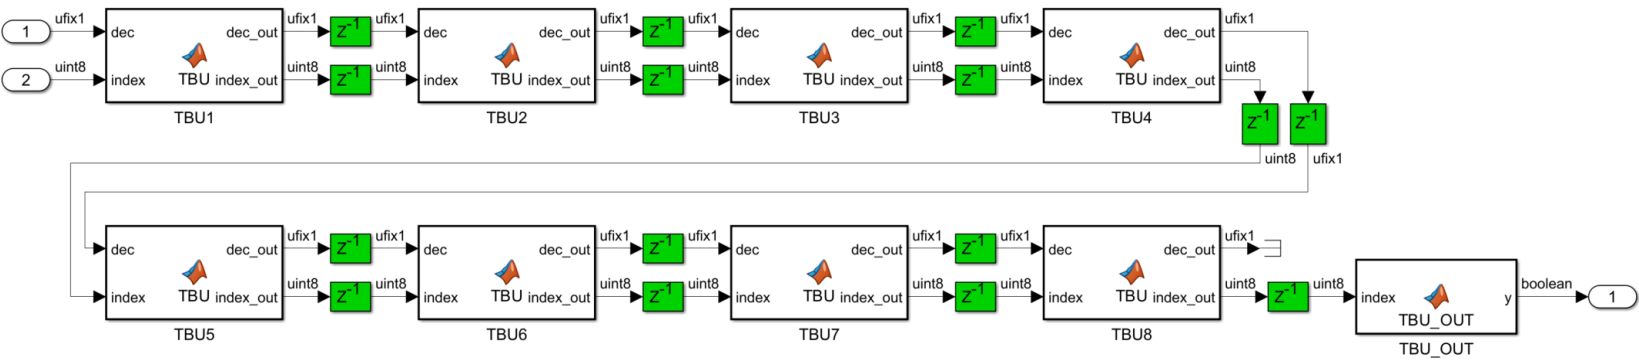 ufix1 ufix1 ufix1 ufix1 ufix1 ufix1 ufix1 ufix1
1 dec dec_out Z-1 dec dec_out Z-1 dec dec_out Z-1 dec dec_out
TBU TBU TBU TBU
uint8 uint8 uint8 uint8 uint8 uint8 uint8 uint8
2 index index_out Z-1 index index_out Z-1 index index_out Z-1 index index_out
TBU1 TBU2 TBU3 TBU4
Z-1 Z-1
uint8 ufix1
ufix1 ufix1 ufix1 ufix1 ufix1 ufix1 ufix1
dec dec_out Z-1 dec dec_out Z-1 dec dec_out Z-1 dec dec_out
uint8 uint8 uint8 uint8 uint8 uint8 uint8 uint8 boolean
index TBU index_out Z-1 index TBU index_out Z-1 index TBU index_out Z-1 index TBU index_out Z-1 index y 1
TBU_OUT
TBU5 TBU6 TBU7 TBU8
TBU_OUT